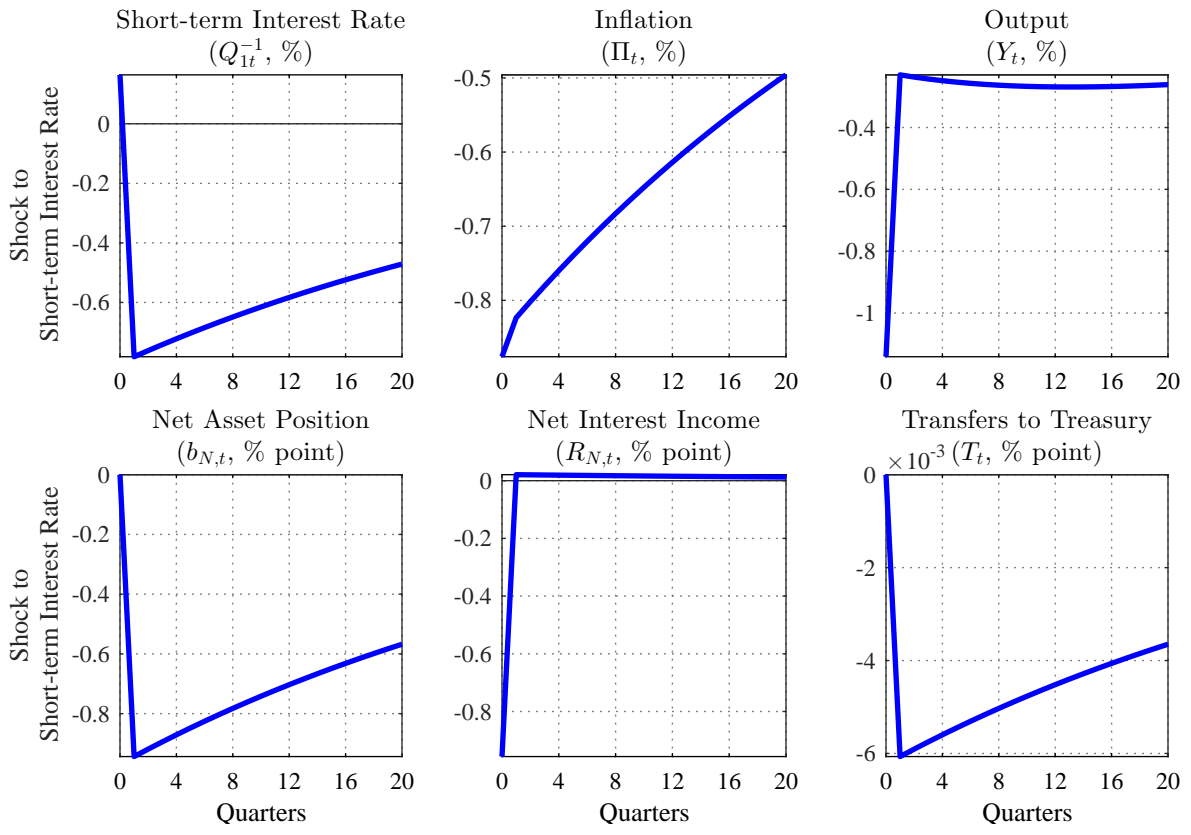 Short-term Interest Rate
(Q_{1t}^{-1}, %)
Inflation
(Π_t, %)
Output
(Y_t, %)
Shock to
Short-term Interest Rate
0
-0.2
-0.4
-0.6
0 4 8 12 16 20
-0.5
-0.6
-0.7
-0.8
0 4 8 12 16 20
-0.4
-0.6
-0.8
-1
0 4 8 12 16 20
Net Asset Position
(b_{N,t}, % point)
Net Interest Income
(R_{N,t}, % point)
Transfers to Treasury
×10^{-3} (T_t, % point)
Shock to
Short-term Interest Rate
0
-0.2
-0.4
-0.6
-0.8
0 4 8 12 16 20
Quarters
0
-0.2
-0.4
-0.6
-0.8
0 4 8 12 16 20
Quarters
0
-2
-4
-6
0 4 8 12 16 20
Quarters